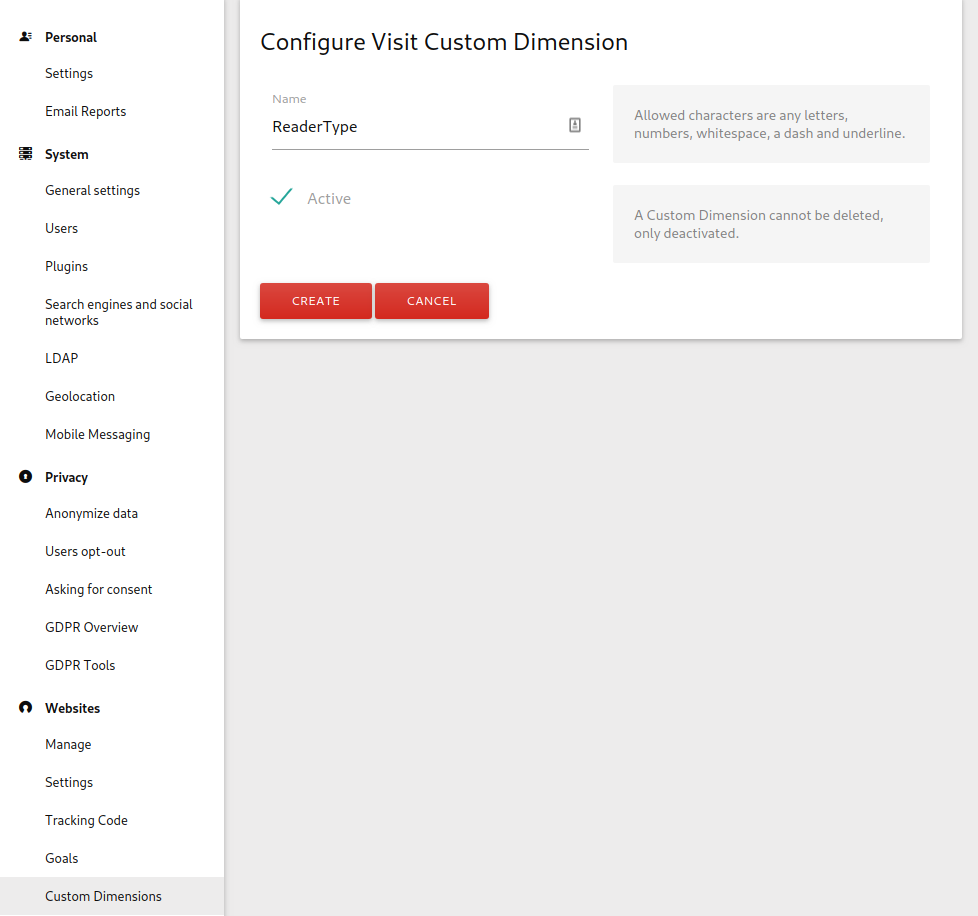 Personal
Settings
Email Reports
System
General settings
Users
Plugins
Search engines and social
networks
LDAP
Geolocation
Mobile Messaging
Privacy
Anonymize data
Users opt-out
Asking for consent
GDPR Overview
GDPR Tools
Websites
Manage
Settings
Tracking Code
Goals
Custom Dimensions
Configure Visit Custom Dimension
Name
ReaderType
Allowed characters are any letters,
numbers, whitespace, a dash and underline.
Active
A Custom Dimension cannot be deleted,
only deactivated.
CREATE
CANCEL